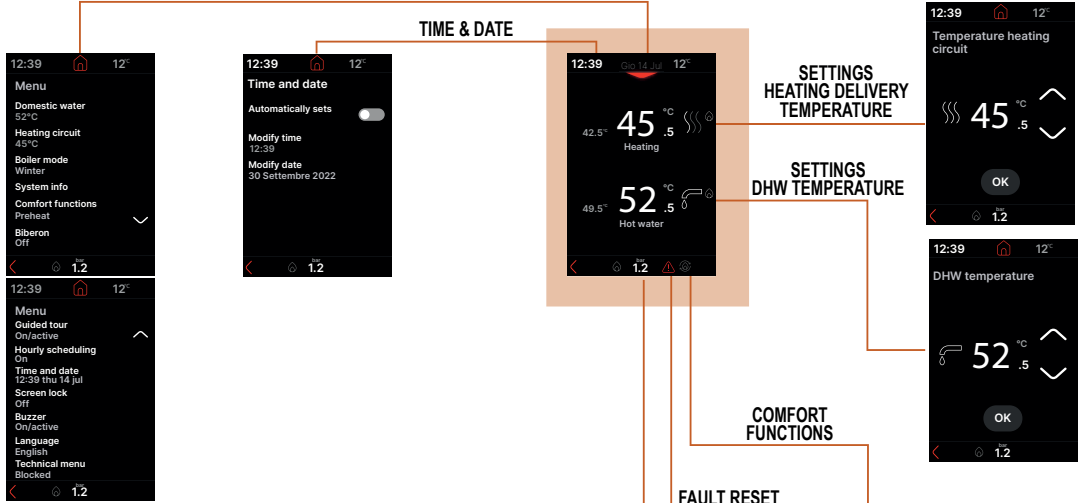 TIME & DATE
12:39 12°C
Menu
Domestic water
52°C
Heating circuit
45°C
Boiler mode
Winter
System info
Comfort functions
Preheat
Biberon
Off
bar
1.2
12:39 12°C
Menu
Guided tour
On/active
Hourly scheduling
On
Time and date
12:39 thu 14 jul
Screen lock
Off
Buzzer
On/active
Language
English
Technical menu
Blocked
bar
1.2
12:39 12°C
Time and date
Automatically sets
Modify time
12:39
Modify date
30 Settembre 2022
bar
1.2
12:39 Gio 14 Jul 12°C
42.5°C 45 °C .5
Heating
49.5°C 52 °C .5
Hot water
bar
1.2
SETTINGS
HEATING DELIVERY
TEMPERATURE
SETTINGS
DHW TEMPERATURE
COMFORT
FUNCTIONS
FAULT RESET
12:39 12°C
Temperature heating
circuit
45 °C .5
OK
bar
1.2
12:39 12°C
DHW temperature
52 °C .5
OK
bar
1.2